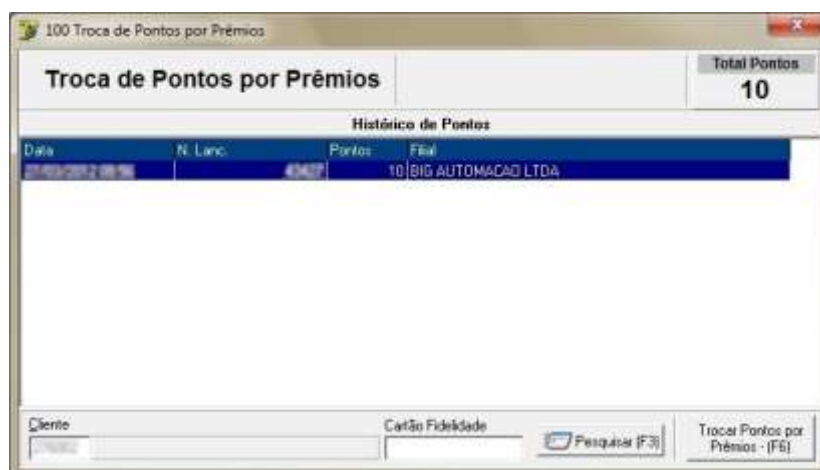 100 Troca de Pontos por Prêmios
Troca de Pontos por Prêmios
Total Pontos
10
Histórico de Pontos
Data N. Lanc. Pontos Filial
10 BIG AUTOMACAO LTDA
Cliente
Cartão Fidelidade
Pesquisar (F3)
Trocar Pontos por
Prêmios - (F6)